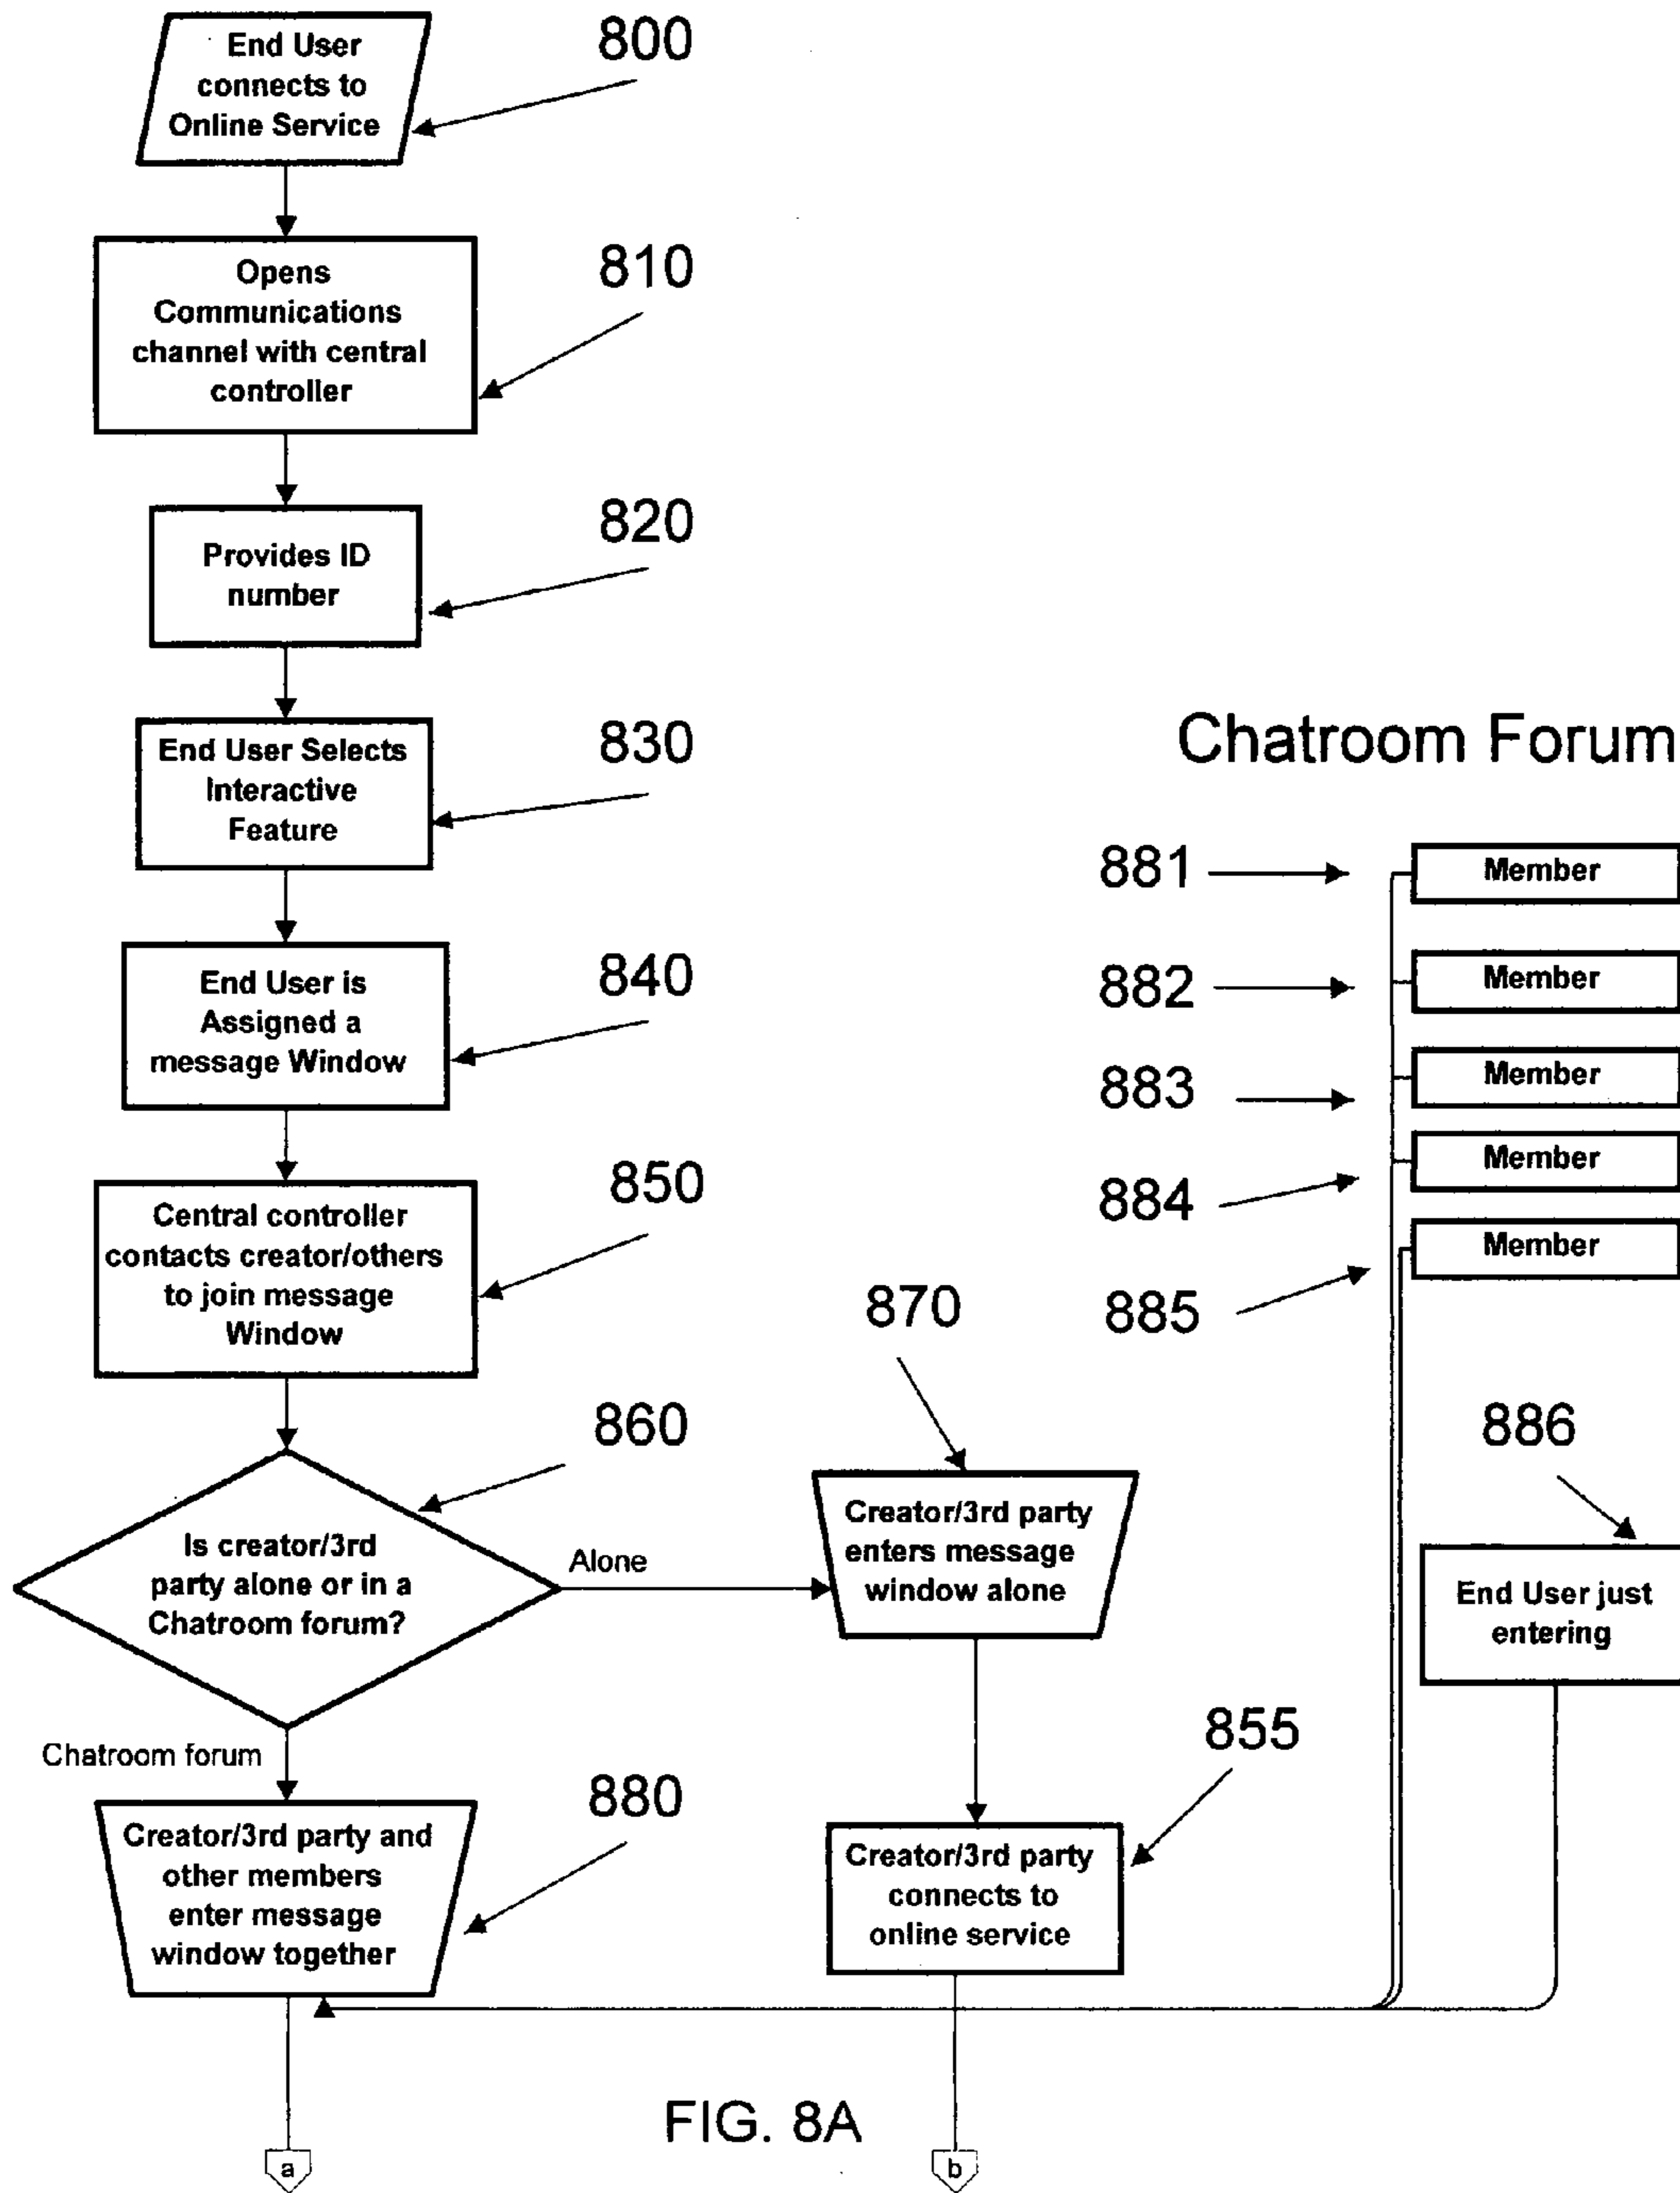 End User
connects to
Online Service
800
Opens
Communications
channel with central
controller
810
Provides ID
number
820
End User Selects
Interactive
Feature
830
End User is
Assigned a
message Window
840
Central controller
contacts creator/others
to join message
Window
850
Is creator/3rd
party alone or in a
Chatroom forum?
860
Alone
Chatroom forum
Creator/3rd party
enters message
window alone
870
Creator/3rd party
connects to
online service
855
Creator/3rd party and
other members
enter message
window together
880
Chatroom Forum
881
Member
882
Member
883
Member
884
Member
885
Member
886
End User just
entering
a
b
FIG. 8A